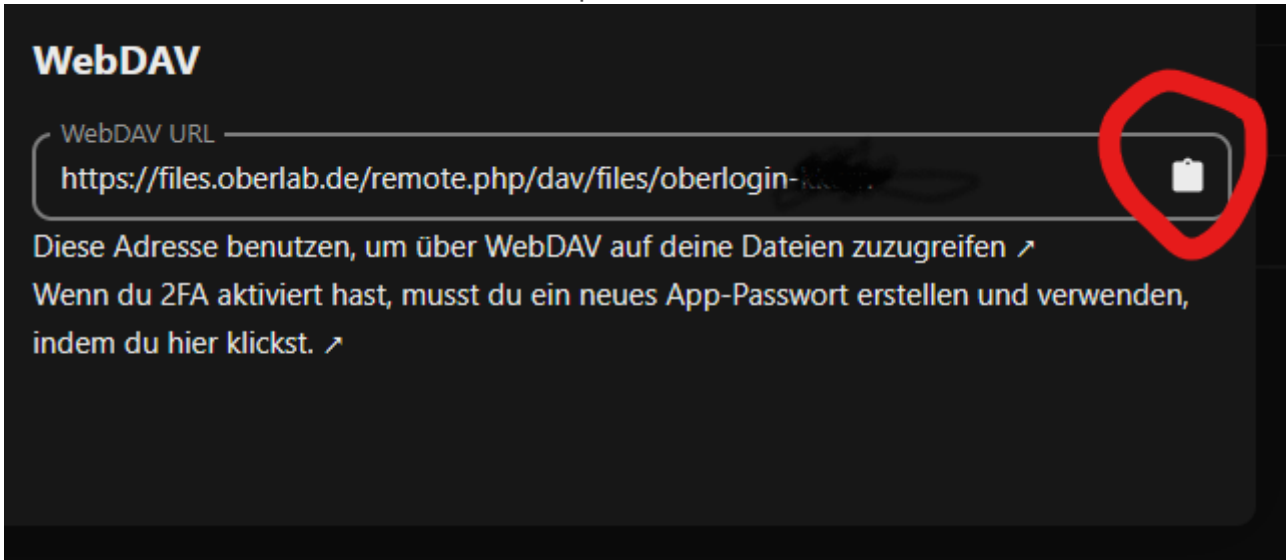 WebDAV
WebDAV URL
https://files.oberlab.de/remote.php/dav/files/oberlogin-
Diese Adresse benutzen, um über WebDAV auf deine Dateien zuzugreifen ↗
Wenn du 2FA aktiviert hast, musst du ein neues App-Passwort erstellen und verwenden,
indem du hier klickst. ↗